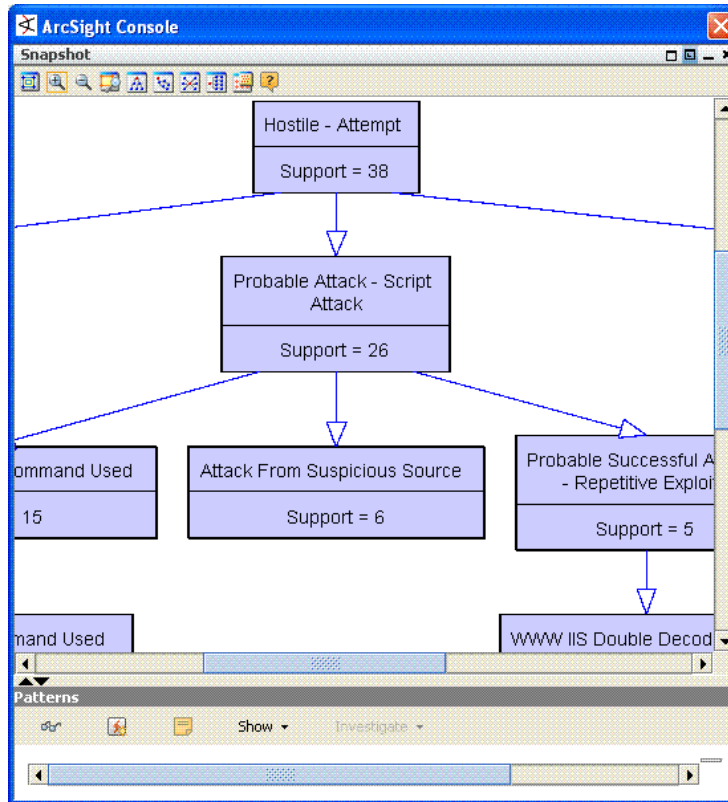 ArcSight Console
Snapshot
Hostile - Attempt
Support = 38
Probable Attack - Script
Attack
Support = 26
ommand Used
15
Attack From Suspicious Source
Support = 6
Probable Successful A
- Repetitive Exploi
Support = 5
mand Used
WWW IIS Double Decod
Patterns
Show
Investigate